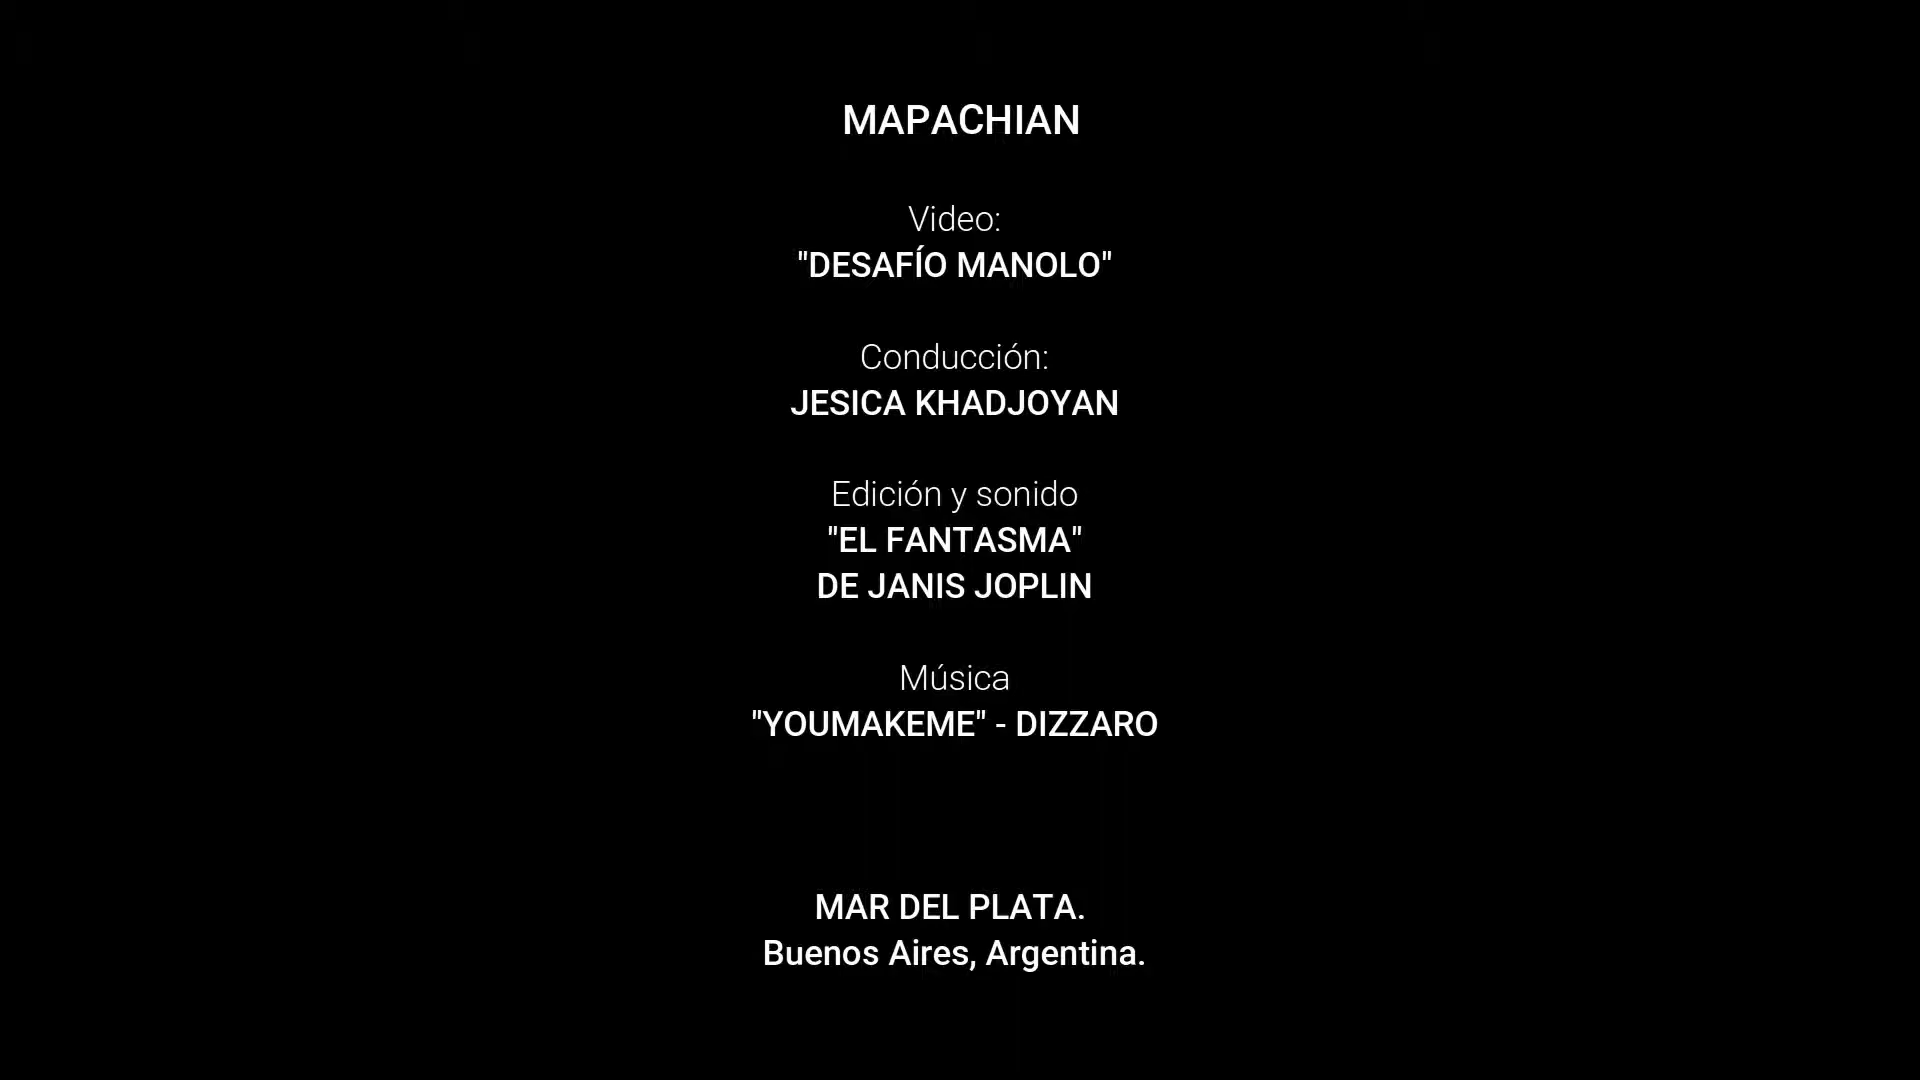 MAPACHIAN
Video:
"DESAFÍO MANOLO"
Conducción:
JESICA KHADJOYAN
Edición y sonido
"EL FANTASMA"
DE JANIS JOPLIN
Música
"YOUMAKEME" - DIZZARO
MAR DEL PLATA.
Buenos Aires, Argentina.